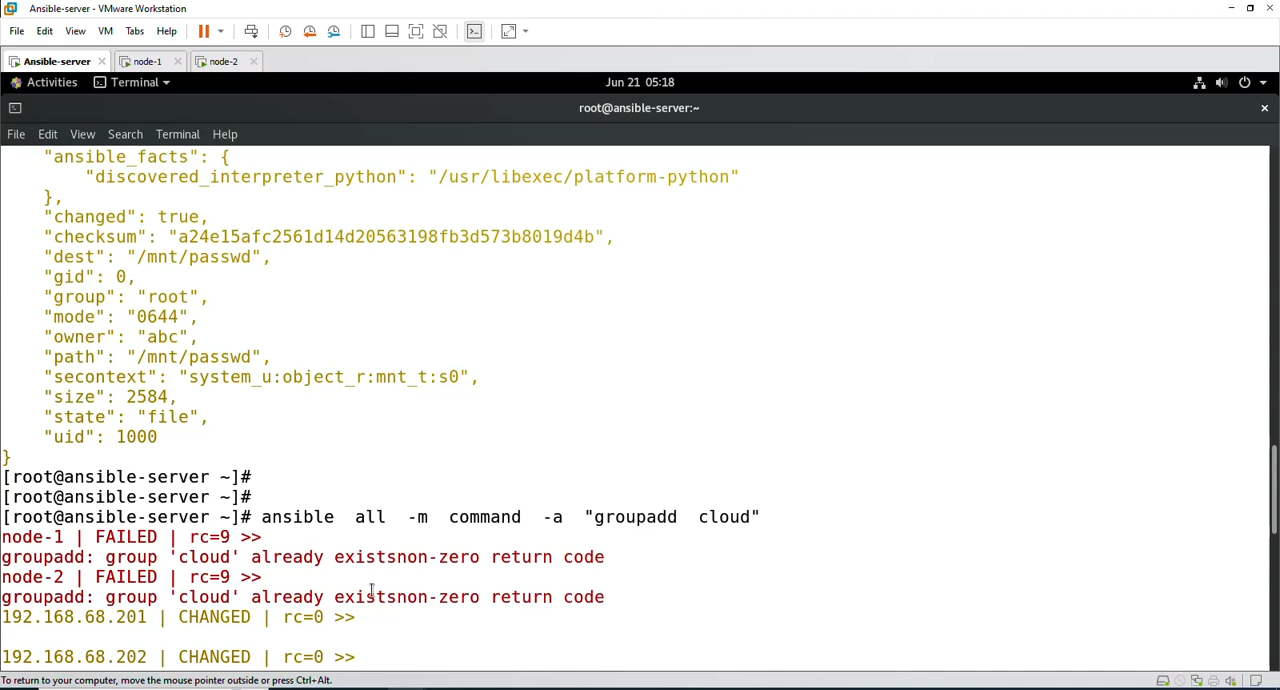 Ansible-server - VMware Workstation
File Edit View VM Tabs Help
Ansible-server node-1 node-2
Activities Terminal Jun 21 05:18
root@ansible-server:~
File Edit View Search Terminal Help
"ansible_facts": {
"discovered_interpreter_python": "/usr/libexec/platform-python"
},
"changed": true,
"checksum": "a24e15afc2561d14d20563198fb3d573b8019d4b",
"dest": "/mnt/passwd",
"gid": 0,
"group": "root",
"mode": "0644",
"owner": "abc",
"path": "/mnt/passwd",
"secontext": "system_u:object_r:mnt_t:s0",
"size": 2584,
"state": "file",
"uid": 1000
}
[root@ansible-server ~]#
[root@ansible-server ~]#
[root@ansible-server ~]# ansible all -m command -a "groupadd cloud"
node-1 | FAILED | rc=9 >>
groupadd: group 'cloud' already existsnon-zero return code
node-2 | FAILED | rc=9 >>
groupadd: group 'cloud' already existsnon-zero return code
192.168.68.201 | CHANGED | rc=0 >>
192.168.68.202 | CHANGED | rc=0 >>
To return to your computer, move the mouse pointer outside or press Ctrl+Alt.